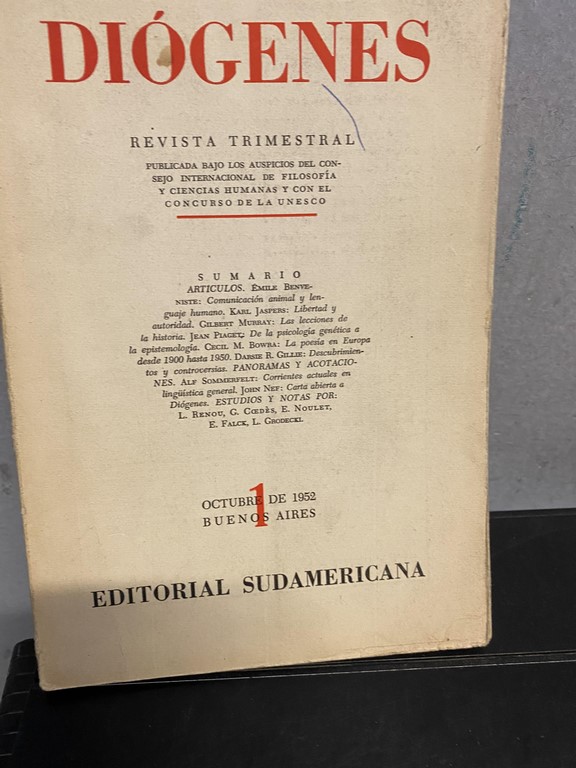 DIÓGENES
REVISTA TRIMESTRAL
PUBLICADA BAJO LOS AUSPICIOS DEL CON-
SEJO INTERNACIONAL DE FILOSOFÍA
Y CIENCIAS HUMANAS Y CON EL
CONCURSO DE LA UNESCO
SUMARIO
ARTICULOS. ÉMILE BENVE-
NISTE: Comunicación animal y len-
guaje humano. KARL JASPERS: Libertad y
autoridad. GILBERT MURRAY: Las lecciones de
la historia. JEAN PIAGET: De la psicología genética a
la epistemología. CECIL M. BOWRA: La poesía en Europa
desde 1900 hasta 1950. DARSIE R. GILLIE: Descubrimien-
tos y controversias. PANORAMAS Y ACOTACIO-
NES. ALF SOMMERFELT: Corrientes actuales en
lingüística general. JOHN NEF: Carta abierta a
Diógenes. ESTUDIOS Y NOTAS POR:
L. RENOU, G. CŒDÈS, E. NOULET,
E. FALCK, L. GRODECKI.
1
OCTUBRE DE 1952
BUENOS AIRES
EDITORIAL SUDAMERICANA